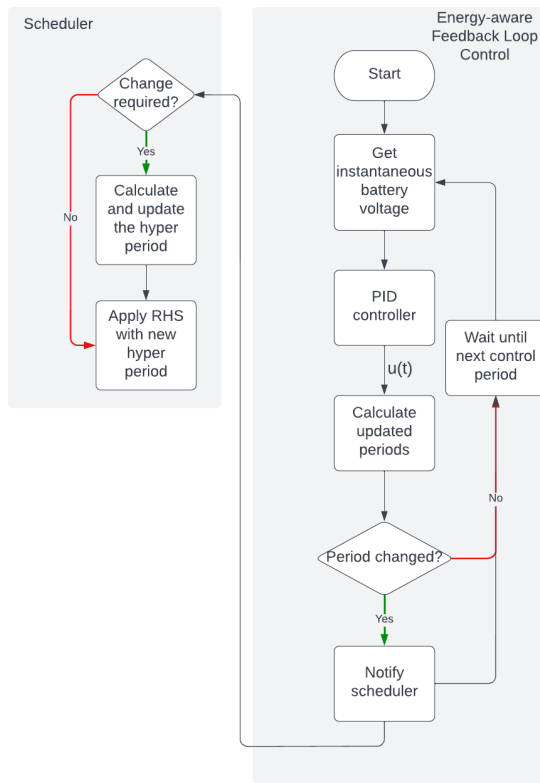 Scheduler
Change
required?
Yes
No
Calculate
and update
the hyper
period
Apply RHS
with new
hyper
period
Energy-aware
Feedback Loop
Control
Start
Get
instantaneous
battery
voltage
PID
controller
u(t)
Calculate
updated
periods
Period changed?
No
Yes
Notify
scheduler
Wait until
next control
period